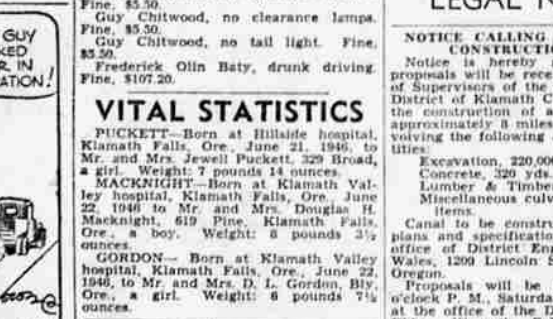 GUY
KED
R IN
ATION!
Fine, $5.50.
Guy Chitwood, no clearance lamps.
Fine, $5.50.
Guy Chitwood, no tail light. Fine,
$5.50.
Frederick Olin Baty, drunk driving.
Fine, $107.20.
VITAL STATISTICS
PUCKETT—Born at Hillside hospital,
Klamath Falls, Ore., June 21, 1946, to
Mr. and Mrs. Jewell Puckett, 329 Broad,
a girl. Weight: 7 pounds 14 ounces.
MACKNIGHT—Born at Klamath Val-
ley hospital, Klamath Falls, Ore., June
22, 1946 to Mr. and Mrs. Douglas H.
Macknight, 619 Pine, Klamath Falls,
Ore., a boy. Weight: 8 pounds 3½
ounces.
GORDON— Born at Klamath Valley
hospital, Klamath Falls, Ore., June 22,
1946, to Mr. and Mrs. D. L. Gordon, Bly,
Ore., a girl. Weight: 6 pounds 7½
ounces.
LEGAL N
NOTICE CALLING
CONSTRUCTI
Notice is hereby
proposals will be rece
of Supervisors of the
District of Klamath C
the construction of a
approximately 8 miles
volving the following
tities:
Excavation, 220,000
Concrete, 320 yds.
Lumber & Timbe
Miscellaneous culv
items.
Canal to be constru
plans and specification
office of District En
Wales, 1209 Lincoln S
Oregon.
Proposals will be
o'clock P. M., Saturda
at the office of the D